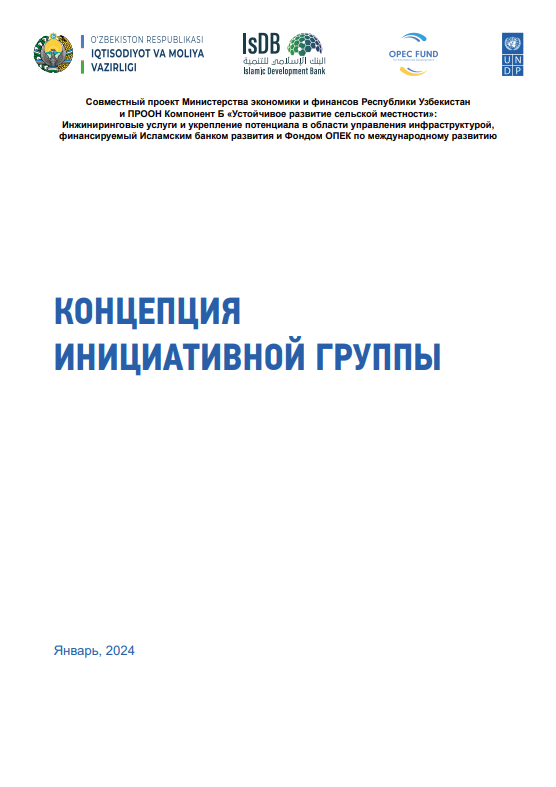 O'ZBEKISTON RESPUBLIKASI
IQTISODIYOT VA MOLIYA
VAZIRLIGI
IsDB
البنك الإسلامي للتنمية
Islamic Development Bank
OPEC FUND
U N
D P
Совместный проект Министерства экономики и финансов Республики Узбекистан
и ПРООН Компонент Б «Устойчивое развитие сельской местности»:
Инжиниринговые услуги и укрепление потенциала в области управления инфраструктурой,
финансируемый Исламским банком развития и Фондом ОПЕК по международному развитию
КОНЦЕПЦИЯ
ИНИЦИАТИВНОЙ ГРУППЫ
Январь, 2024